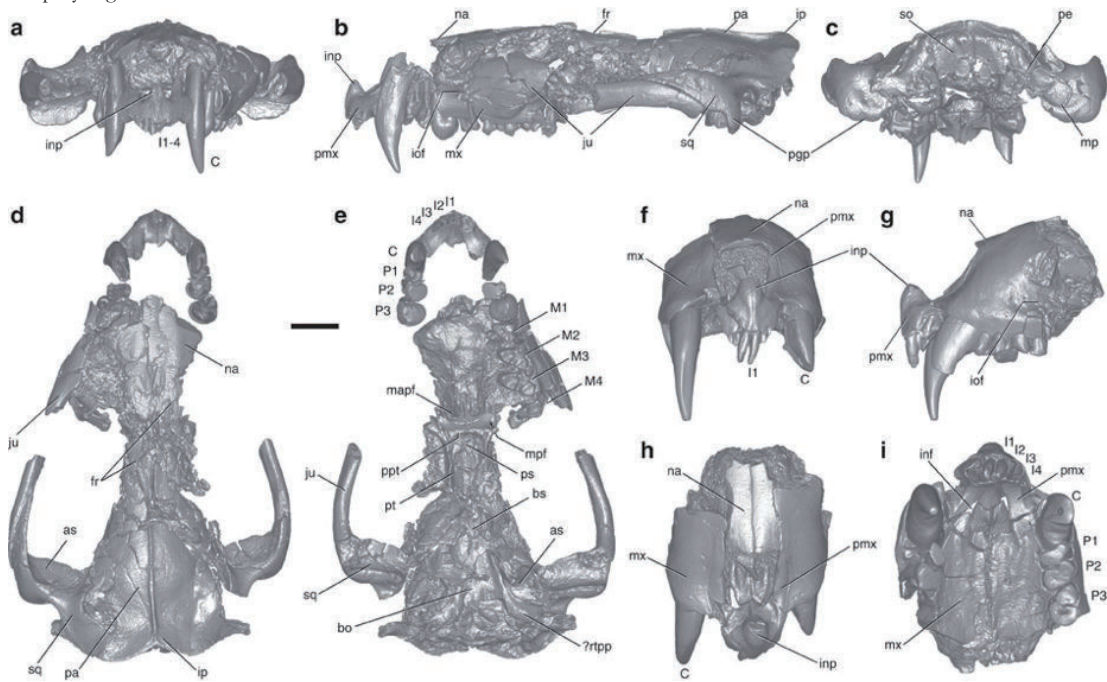 a
b
c
na
fr
pa
ip
so
pe
inp
inp
I1-4
C
pmx
iof
mx
ju
sq
pgp
mp
d
e
f
g
I4 I3 I2 I1
C
P1
P2
P3
na
ju
fr
as
sq
pa
ip
M1
M2
M3
M4
mapf
mpf
ppt
ps
pt
bs
ju
as
sq
bo
?rtpp
na
pmx
mx
inp
I1
C
na
pmx
iof
h
i
na
mx
pmx
C
inp
I1
I2
I3
I4
inf
pmx
C
P1
P2
P3
mx